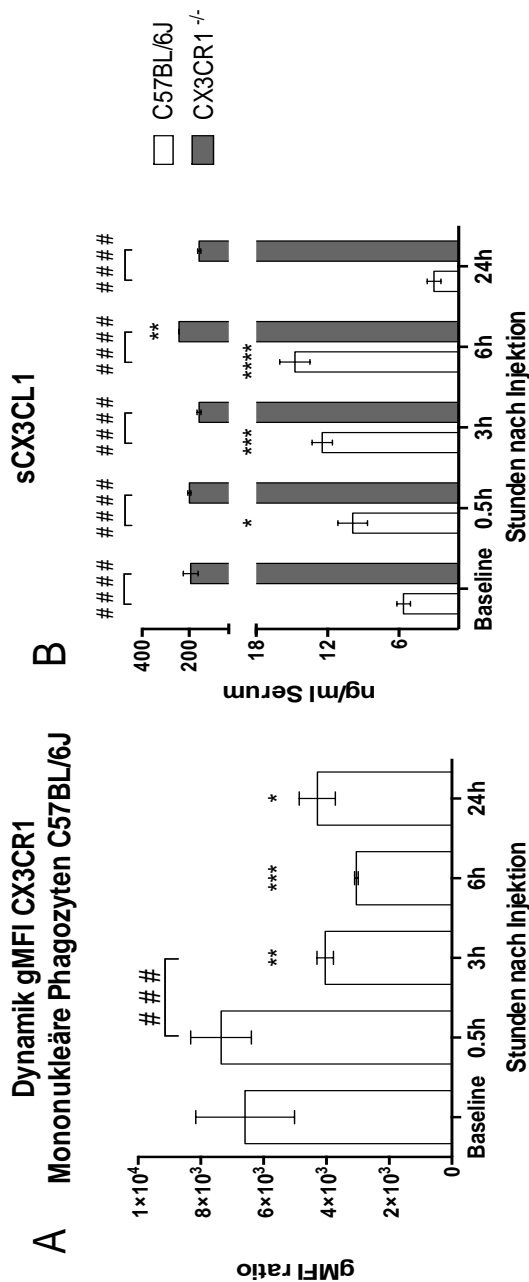 A
Dynamik gMFI CX3CR1
Mononukleäre Phagozyten C57BL/6J
gMFI ratio
1×10⁴
8×10³
6×10³
4×10³
2×10³
0
# # #
**
***
*
Baseline
0.5h
3h
6h
24h
Stunden nach Injektion
B
sCX3CL1
ng/ml Serum
400
200
18
12
6
# # # #
# # # #
# # # #
# # # #
# # # #
*
***
****
**
Baseline
0.5h
3h
6h
24h
Stunden nach Injektion
C57BL/6J
CX3CR1 -/-